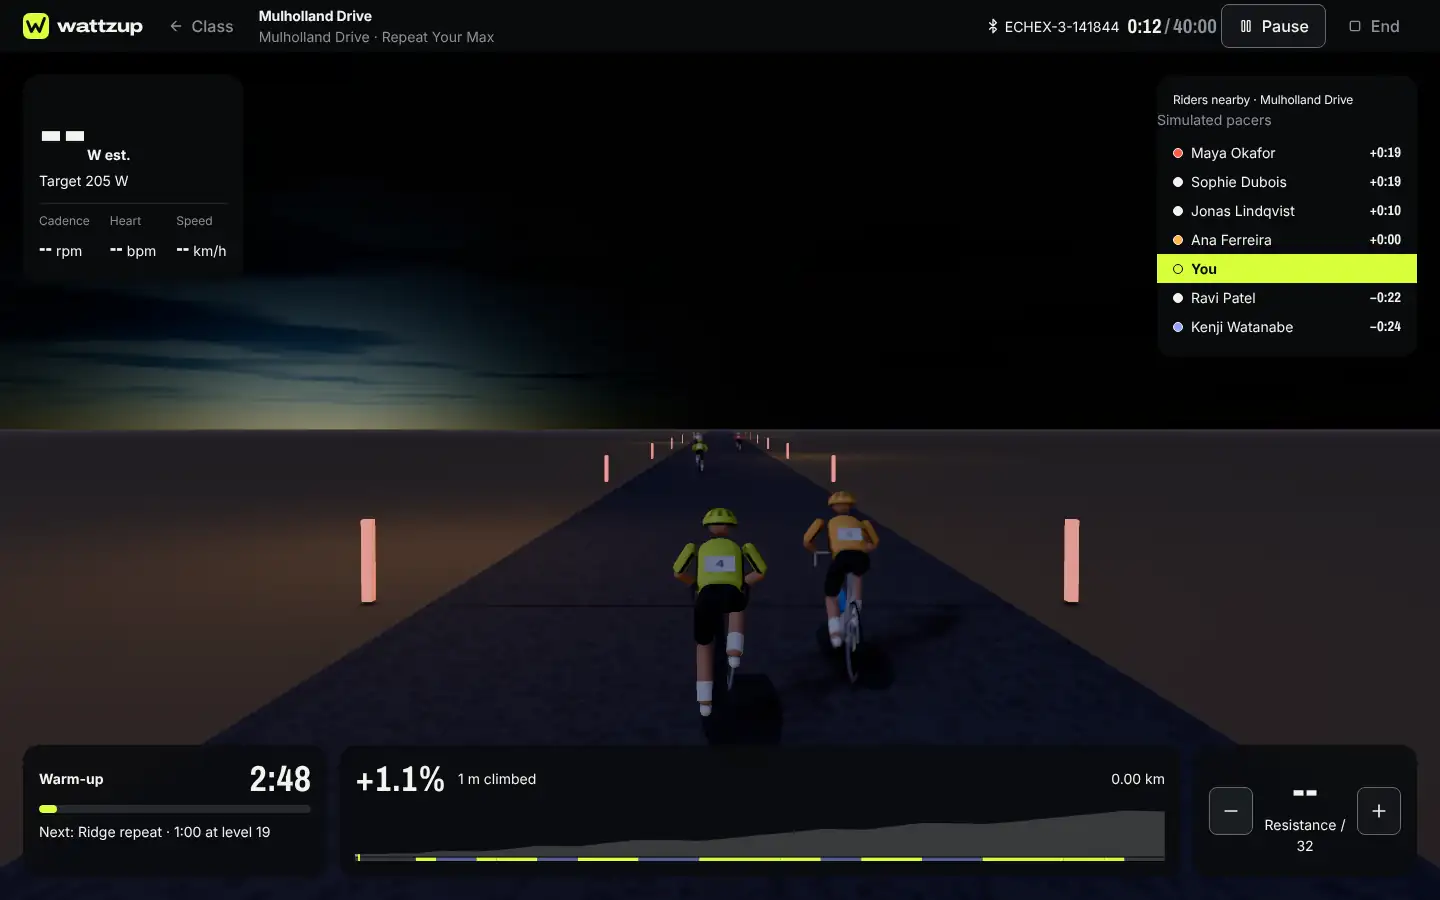 wattzup
← Class
Mulholland Drive
Mulholland Drive · Repeat Your Max
ECHEX-3-141844
0:12 / 40:00
Pause
End
--
W est.
Target 205 W
Cadence Heart Speed
-- rpm -- bpm -- km/h
Riders nearby · Mulholland Drive
Simulated pacers
Maya Okafor +0:19
Sophie Dubois +0:19
Jonas Lindqvist +0:10
Ana Ferreira +0:00
You
Ravi Patel −0:22
Kenji Watanabe −0:24
4
Warm-up 2:48
Next: Ridge repeat · 1:00 at level 19
+1.1% 1 m climbed 0.00 km
−
--
Resistance /
32
+